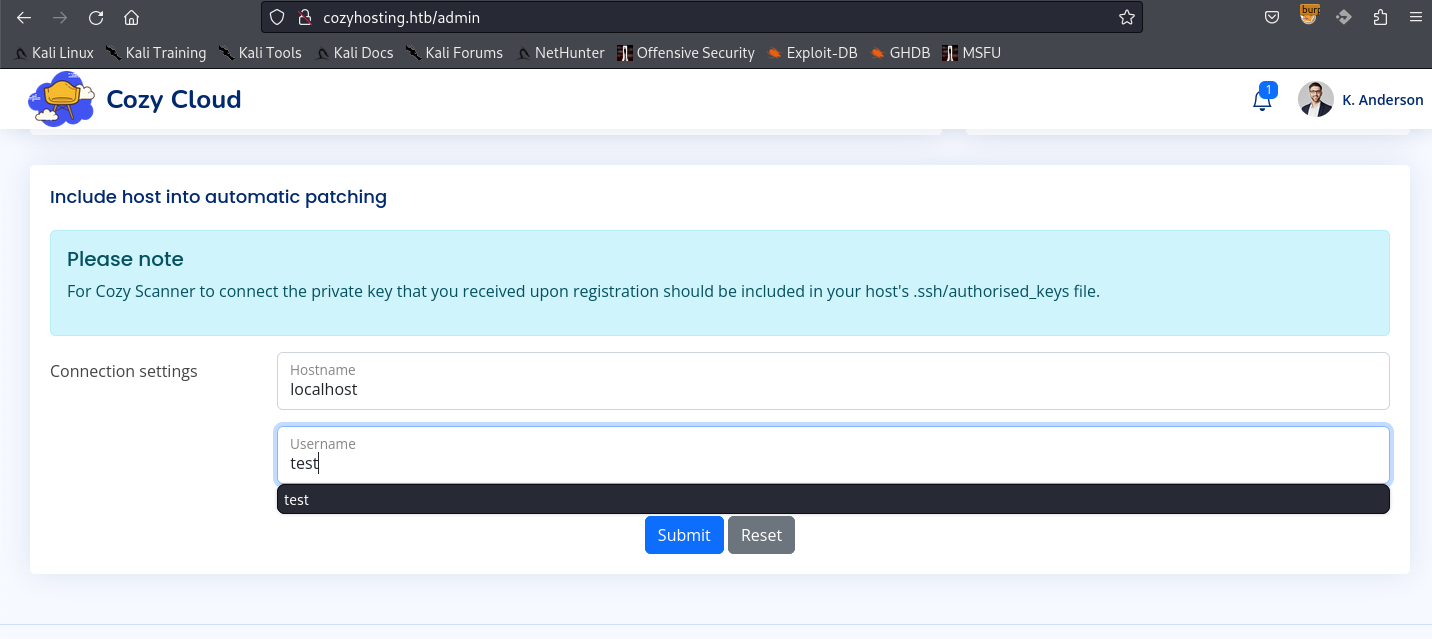 cozyhosting.htb/admin
Kali Linux Kali Training Kali Tools Kali Docs Kali Forums NetHunter Offensive Security Exploit-DB GHDB MSFU
Cozy Cloud
1
K. Anderson
Include host into automatic patching
Please note
For Cozy Scanner to connect the private key that you received upon registration should be included in your host's .ssh/authorised_keys file.
Connection settings
Hostname
localhost
Username
test
test
Submit Reset